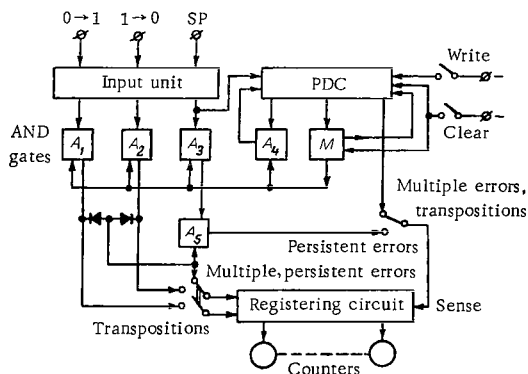 0→1 1→0 SP
Write
Input unit
PDC
Clear
AND
gates
A1 A2 A3 A4 M
Multiple errors,
transpositions
A5
Persistent errors
Multiple, persistent errors
Transpositions
Registering circuit
Sense
Counters